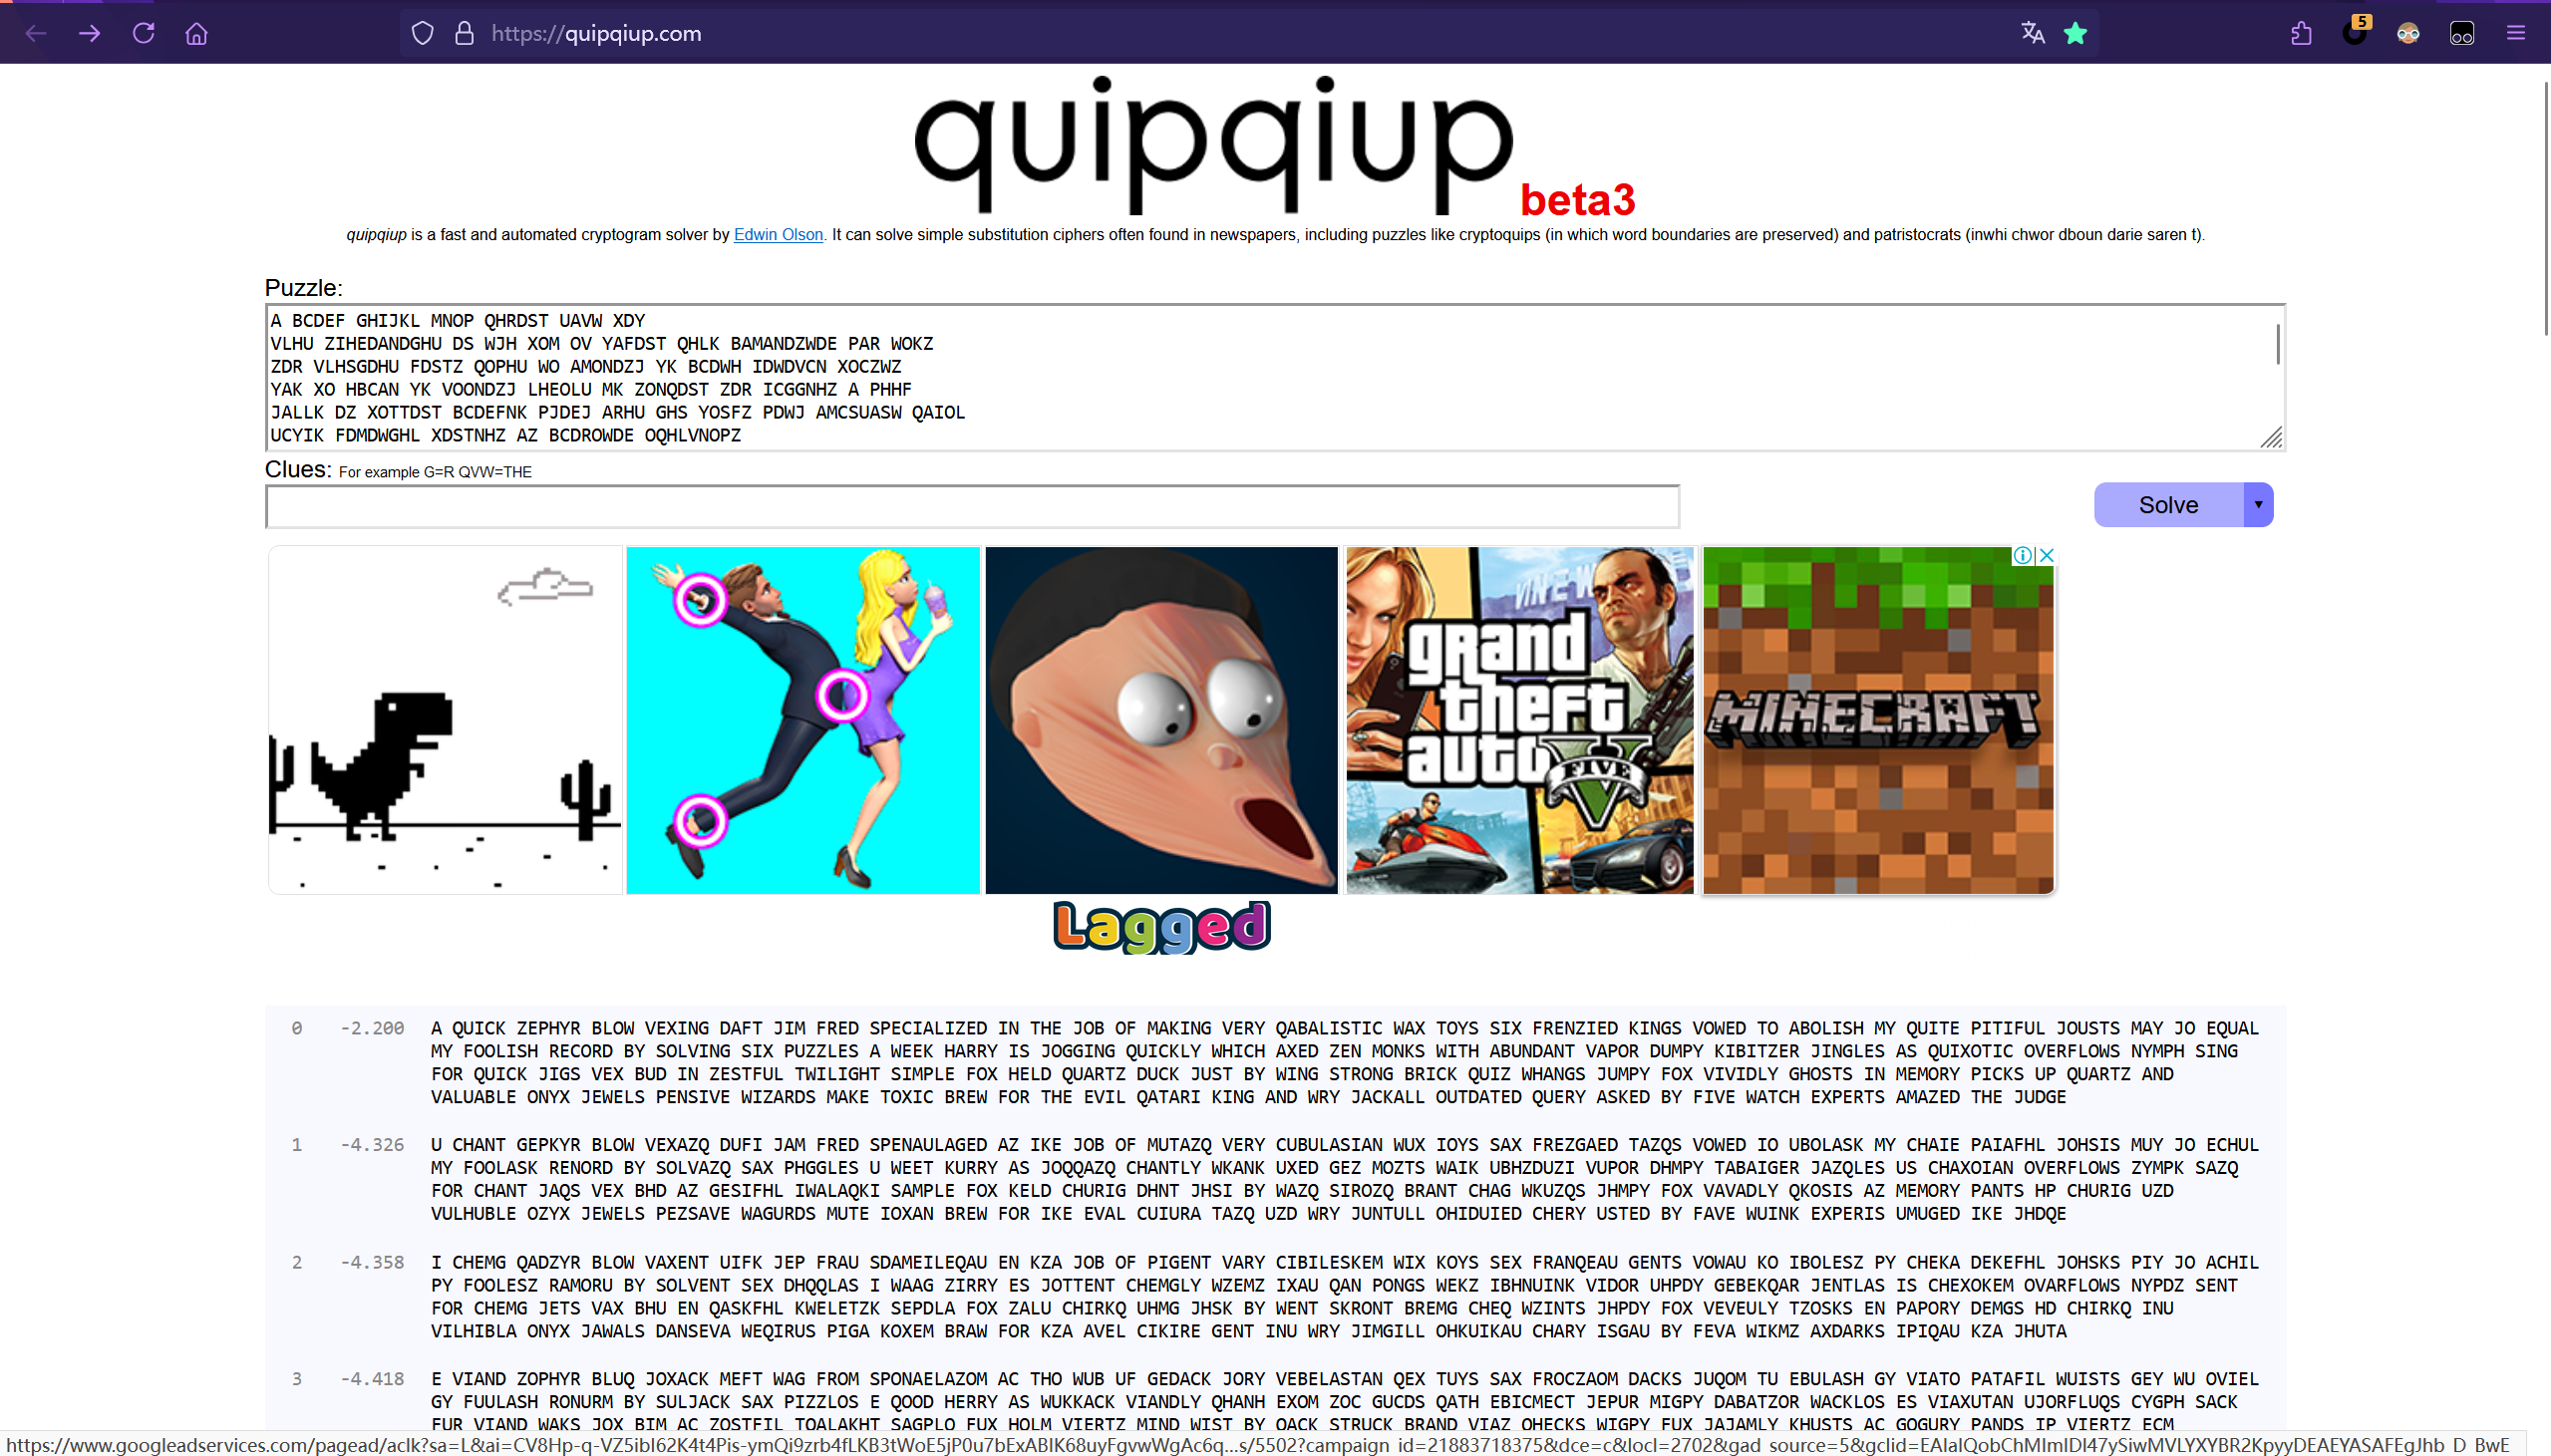 https://quipqiup.com
5
quipqiup beta3
quipqiup is a fast and automated cryptogram solver by Edwin Olson. It can solve simple substitution ciphers often found in newspapers, including puzzles like cryptoquips (in which word boundaries are preserved) and patristocrats (inwhi chwor dboun darie saren t).
Puzzle:
A BCDEF GHIJKL MNOP QHRDST UAVW XDY
VLHU ZIHEDANDGHU DS WJH XOM OV YAFDST QHLK BAMANDZWDE PAR WOKZ
ZDR VLHSGDHU FDSTZ QOPHU WO AMONDZJ YK BCDWH IDWDVCN XOCZWZ
YAK XO HBCAN YK VOONDZJ LHEOLU MK ZONQDST ZDR ICGGNHZ A PHHF
JALLK DZ XOTTDST BCDEFNK PJDEJ ARHU GHS YOSFZ PDWJ AMCSUASW QAIOL
UCYIK FDMDWGHL XDSTNHZ AZ BCDROWDE OQHLVNOPZ
Clues: For example G=R QVW=THE
Solve
VINEW
grand theft auto V
FIVE
MINECRAFT
Lagged
0 -2.200 A QUICK ZEPHYR BLOW VEXING DAFT JIM FRED SPECIALIZED IN THE JOB OF MAKING VERY QABALISTIC WAX TOYS SIX FRENZIED KINGS VOWED TO ABOLISH MY QUITE PITIFUL JOUSTS MAY JO EQUAL
MY FOOLISH RECORD BY SOLVING SIX PUZZLES A WEEK HARRY IS JOGGING QUICKLY WHICH AXED ZEN MONKS WITH ABUNDANT VAPOR DUMPY KIBITZER JINGLES AS QUIXOTIC OVERFLOWS NYMPH SING
FOR QUICK JIGS VEX BUD IN ZESTFUL TWILIGHT SIMPLE FOX HELD QUARTZ DUCK JUST BY WING STRONG BRICK QUIZ WHANGS JUMPY FOX VIVIDLY GHOSTS IN MEMORY PICKS UP QUARTZ AND
VALUABLE ONYX JEWELS PENSIVE WIZARDS MAKE TOXIC BREW FOR THE EVIL QATARI KING AND WRY JACKALL OUTDATED QUERY ASKED BY FIVE WATCH EXPERTS AMAZED THE JUDGE
1 -4.326 U CHANT GEPKYR BLOW VEXAZQ DUFI JAM FRED SPENAULAGED AZ IKE JOB OF MUTAZQ VERY CUBULASIAN WUX IOYS SAX FREZGAED TAZQS VOWED IO UBOLASK MY CHAIE PAIAFHL JOHSIS MUY JO ECHUL
MY FOOLASK RENORD BY SOLVAZQ SAX PHGGLES U WEET KURRY AS JOQQAZQ CHANTLY WKANK UXED GEZ MOZTS WAIK UBHZDUZI VUPOR DHMPY TABAIGER JAZQLES US CHAXOIAN OVERFLOWS ZYMPK SAZQ
FOR CHANT JAQS VEX BHD AZ GESIFHL IWALAQKI SAMPLE FOX KELD CHURIG DHNT JHSI BY WAZQ SIROZQ BRANT CHAG WKUZQS JHMPY FOX VAVADLY QKOSIS AZ MEMORY PANTS HP CHURIG UZD
VULHUBLE OZYX JEWELS PEZSAVE WAGURDS MUTE IOXAN BREW FOR IKE EVAL CUIURA TAZQ UZD WRY JUNTULL OHIDUIED CHERY USTED BY FAVE WUINK EXPERIS UMUGED IKE JHDQE
2 -4.358 I CHEMG QADZYR BLOW VAXENT UIFK JEP FRAU SDAMEILEQAU EN KZA JOB OF PIGENT VARY CIBILESKEM WIX KOYS SEX FRANQEAU GENTS VOWAU KO IBOLESZ PY CHEKA DEKEFHL JOHSKS PIY JO ACHIL
PY FOOLESZ RAMORU BY SOLVENT SEX DHQQLAS I WAAG ZIRRY ES JOTTENT CHEMGLY WZEMZ IXAU QAN PONGS WEKZ IBHNUINK VIDOR UHPDY GEBEKQAR JENTLAS IS CHEXOKEM OVARFLOWS NYPDZ SENT
FOR CHEMG JETS VAX BHU EN QASKFHL KWELETZK SEPDLA FOX ZALU CHIRKQ UHMG JHSK BY WENT SKRONT BREMG CHEQ WZINTS JHPDY FOX VEVEULY TZOSKS EN PAPORY DEMGS HD CHIRKQ INU
VILHIBLA ONYX JAWALS DANSEVA WEQIRUS PIGA KOXEM BRAW FOR KZA AVEL CIKIRE GENT INU WRY JIMGILL OHKUIKAU CHARY ISGAU BY FEVA WIKMZ AXDARKS IPIQAU KZA JHUTA
3 -4.418 E VIAND ZOPHYR BLUQ JOXACK MEFT WAG FROM SPONAELAZOM AC THO WUB UF GEDACK JORY VEBELASTAN QEX TUYS SAX FROCZAOM DACKS JUQOM TU EBULASH GY VIATO PATAFIL WUISTS GEY WU OVIEL
GY FUULASH RONURM BY SULJACK SAX PIZZLOS E QOOD HERRY AS WUKKACK VIANDLY QHANH EXOM ZOC GUCDS QATH EBICMECT JEPUR MIGPY DABATZOR WACKLOS ES VIAXUTAN UJORFLUQS CYGPH SACK
FUR VIAND WAKS JOX BIM AC ZOSTFIL TOALAKHT SAGPLO FUX HOLM VIERTZ MIND WIST BY QACK STRUCK BRAND VIAZ QHECKS WIGPY FUX JAJAMLY KHUSTS AC GOGURY PANDS IP VIERTZ ECM
https://www.googleadservices.com/pagead/aclk?sa=L&ai=CV8Hp-q-VZ5ibI62K4t4Pis-ymQi9zrb4fLKB3tWoE5jP0u7bExABIK68uyFgvwWgAc6q...s/5502?campaign_id=21883718375&dce=c&locl=2702&gad_source=5&gclid=EAIaIQobChMImIDI47ySiwMVLYXYBR2KpyyDEAEYASAFEgJhb_D_BwE